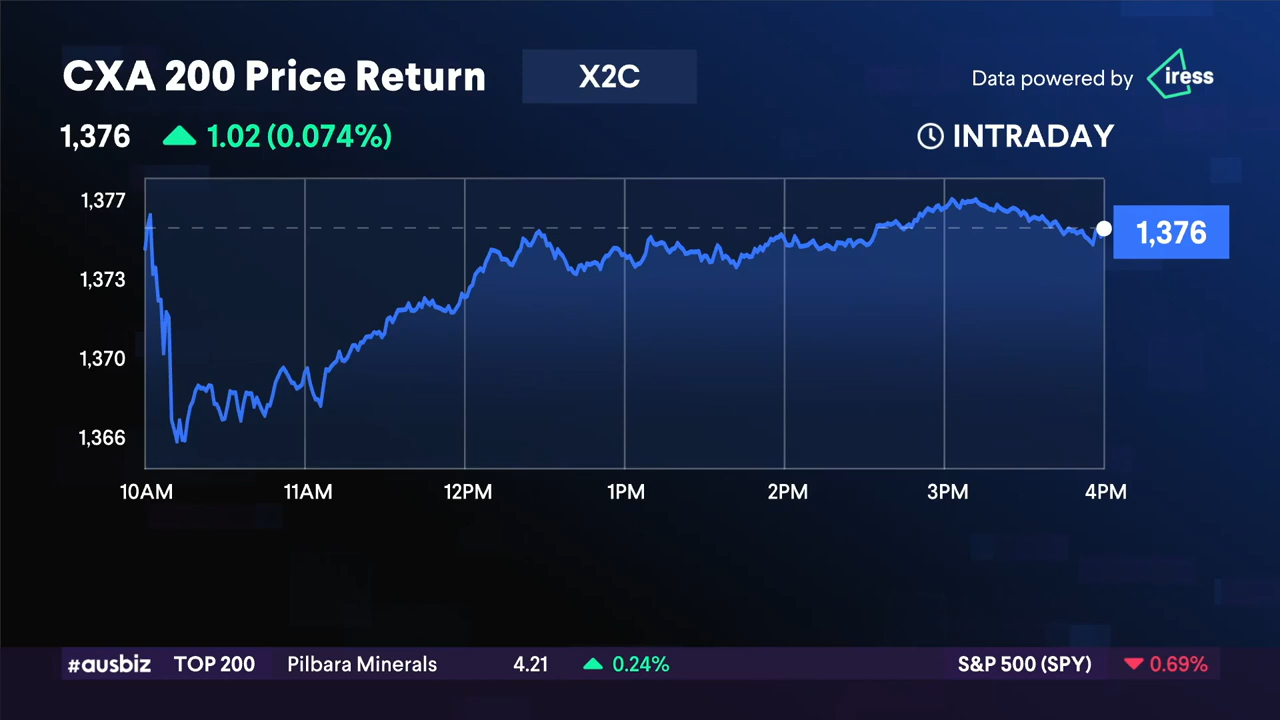 CXA 200 Price Return
X2C
Data powered by iress
1,376 ▲ 1.02 (0.074%)
INTRADAY
1,377
1,373
1,370
1,366
1,376
10AM 11AM 12PM 1PM 2PM 3PM 4PM
#ausbiz TOP 200 Pilbara Minerals 4.21 ▲ 0.24% S&P 500 (SPY) ▼ 0.69%